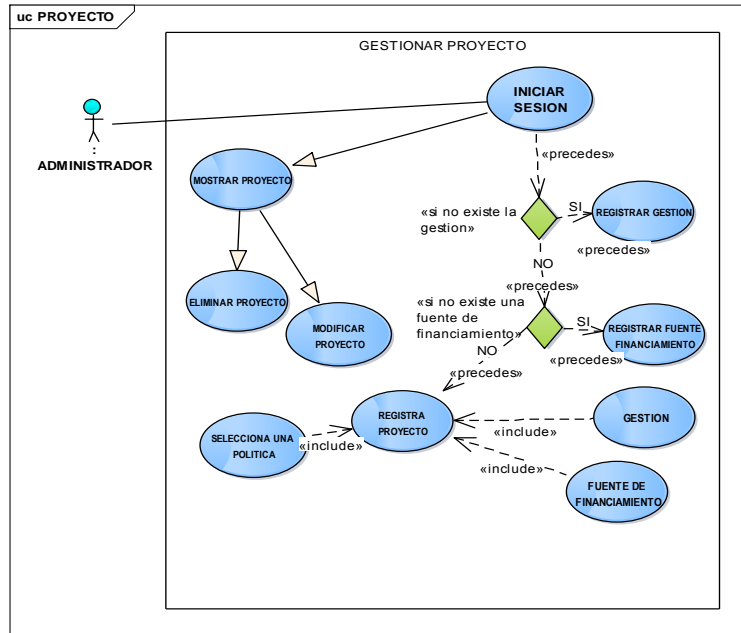 uc PROYECTO
GESTIONAR PROYECTO
INICIAR
SESION
ADMINISTRADOR
«precedes»
MOSTRAR PROYECTO
«si no existe la
gestion»
SI
REGISTRAR GESTION
«precedes»
NO
«precedes»
ELIMINAR PROYECTO
MODIFICAR
PROYECTO
«si no existe una
fuente de
financiamiento»
SI
REGISTRAR FUENTE
FINANCIAMIENTO
«precedes»
NO
«precedes»
REGISTRA
PROYECTO
SELECCIONA UNA
POLITICA
«include»
«include»
GESTION
«include»
FUENTE DE
FINANCIAMIENTO